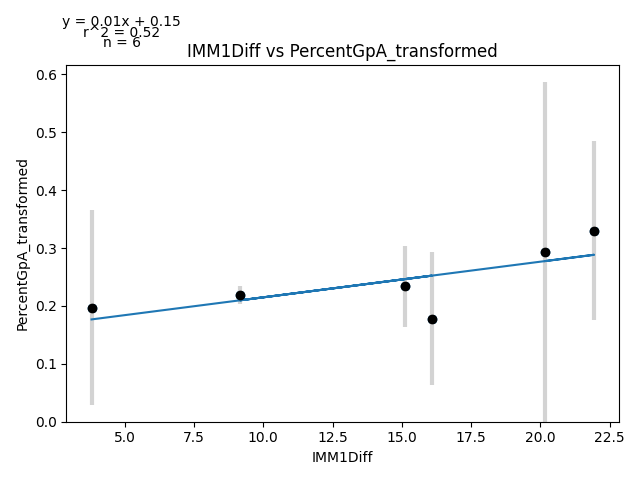 y = 0.01x + 0.15
r^2 = 0.52
n = 6
IMM1Diff vs PercentGpA_transformed
0.6
0.5
0.4
0.3
0.2
0.1
0.0
PercentGpA_transformed
5.0 7.5 10.0 12.5 15.0 17.5 20.0 22.5
IMM1Diff